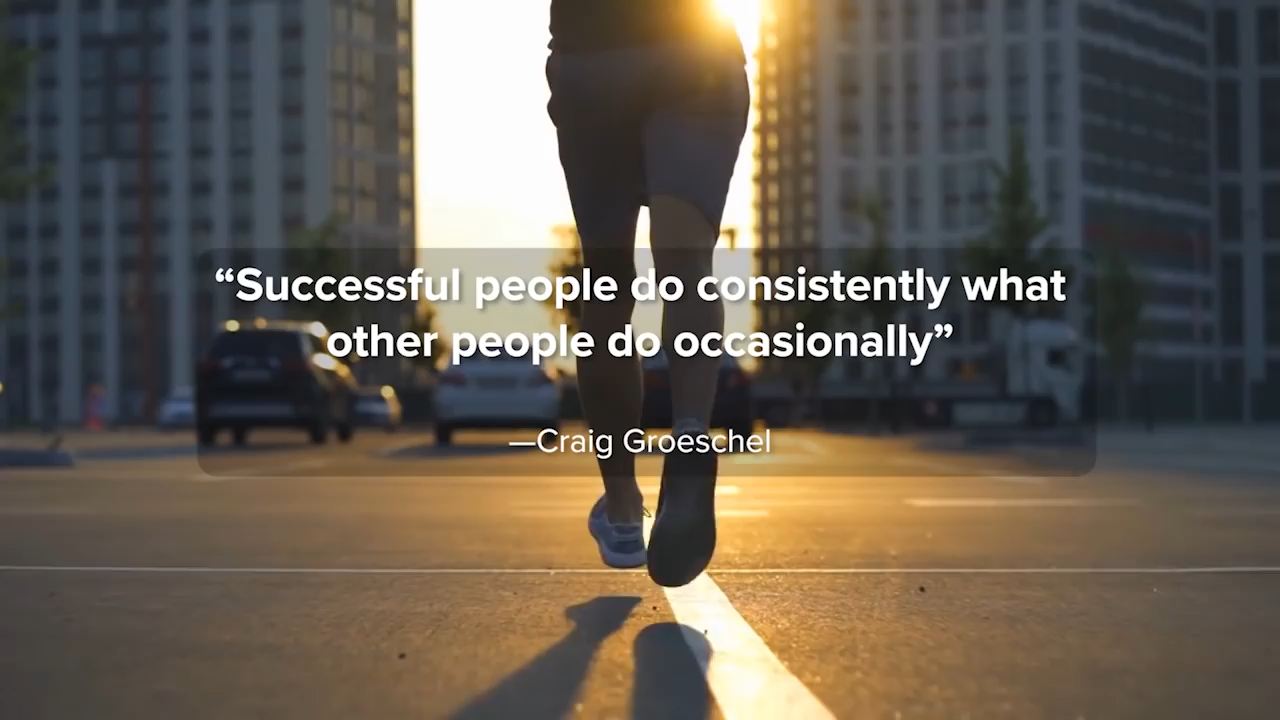 “Successful people do consistently what
other people do occasionally”
—Craig Groeschel